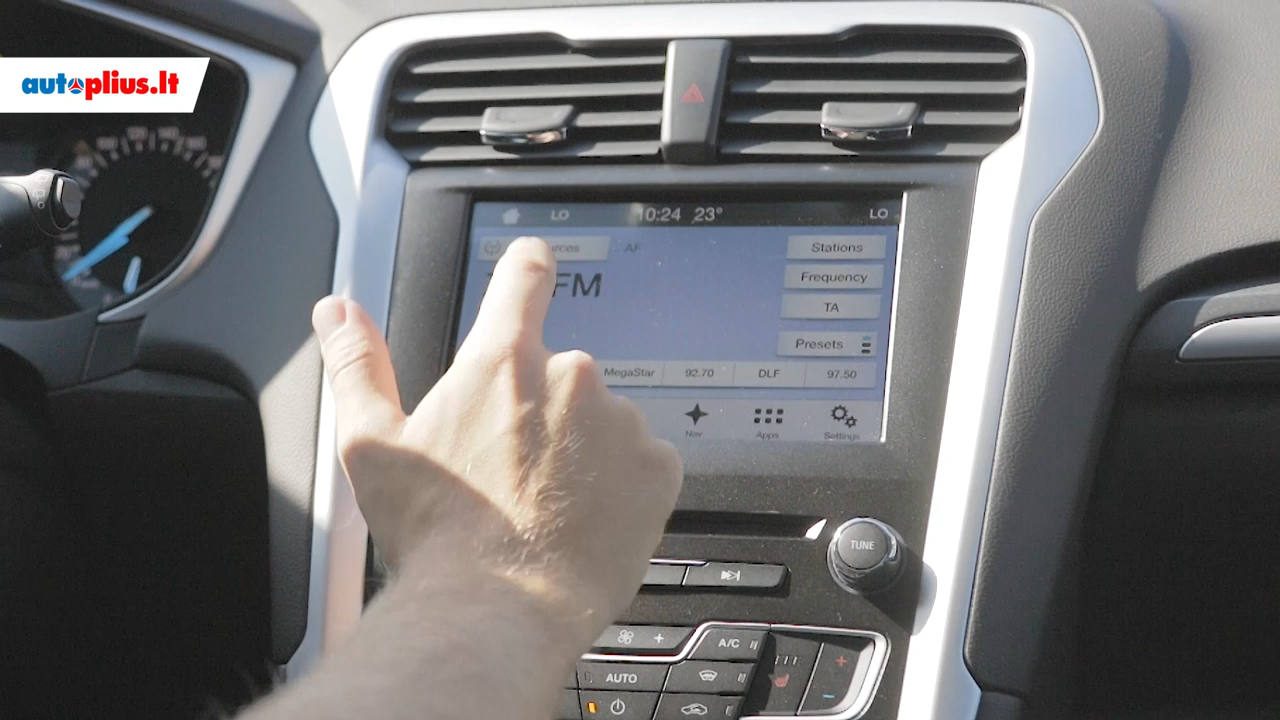 autoplius.lt
LO 10:24 23° LO
AF Stations
FM Frequency
TA
Presets
MegaStar 92.70 DLF 97.50
Nav Apps Settings
TUNE
+ A/C
AUTO